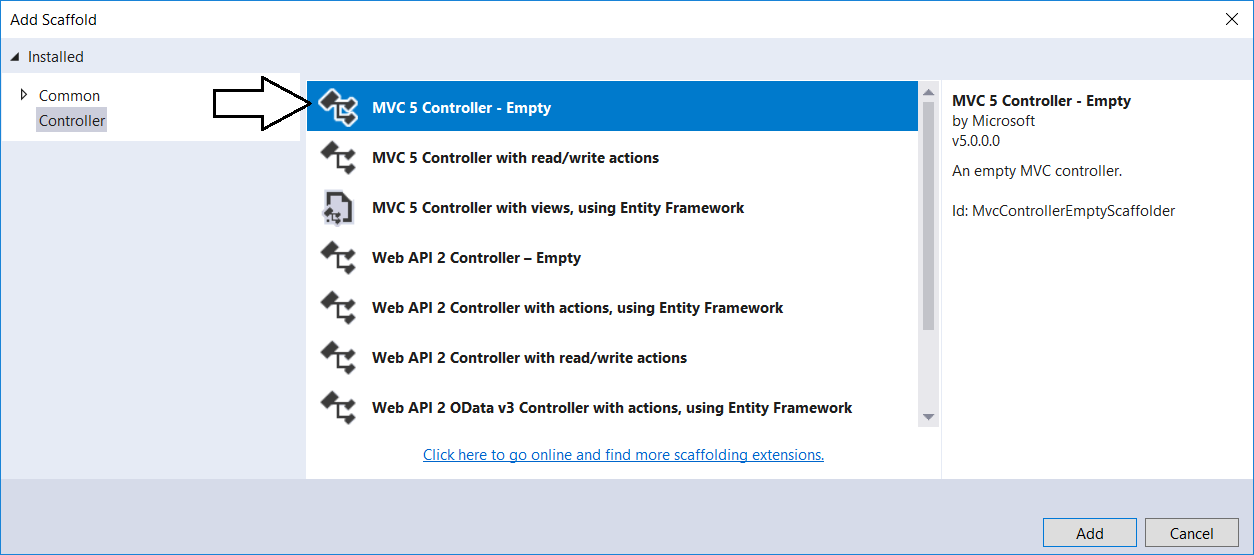 Add Scaffold
Installed
Common
Controller
MVC 5 Controller - Empty
MVC 5 Controller with read/write actions
MVC 5 Controller with views, using Entity Framework
Web API 2 Controller – Empty
Web API 2 Controller with actions, using Entity Framework
Web API 2 Controller with read/write actions
Web API 2 OData v3 Controller with actions, using Entity Framework
Click here to go online and find more scaffolding extensions.
MVC 5 Controller - Empty
by Microsoft
v5.0.0.0
An empty MVC controller.
Id: MvcControllerEmptyScaffolder
Add
Cancel